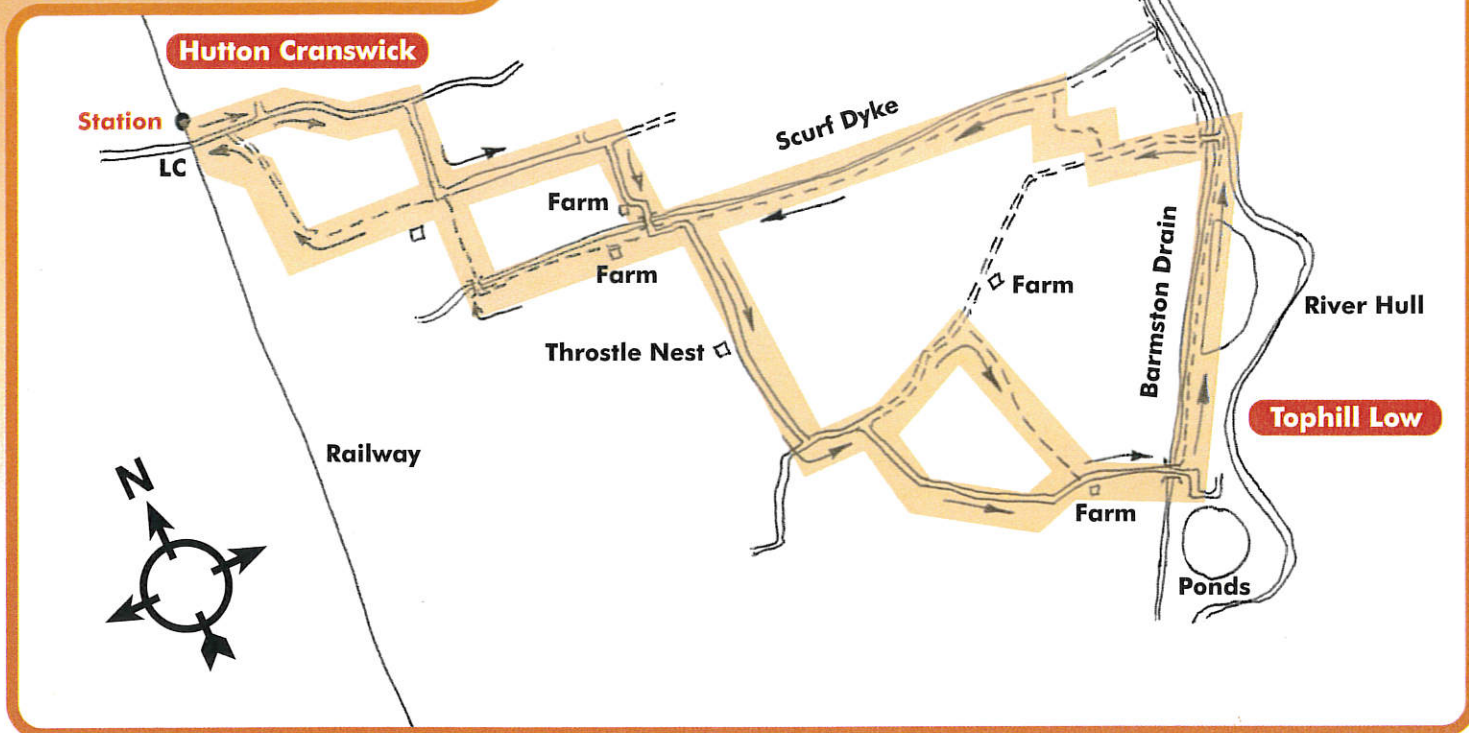 Hutton Cranswick
Station
LC
Scurf Dyke
Farm
Farm
Farm
Barmston Drain
River Hull
Throstle Nest
Tophill Low
Railway
N
Farm
Ponds